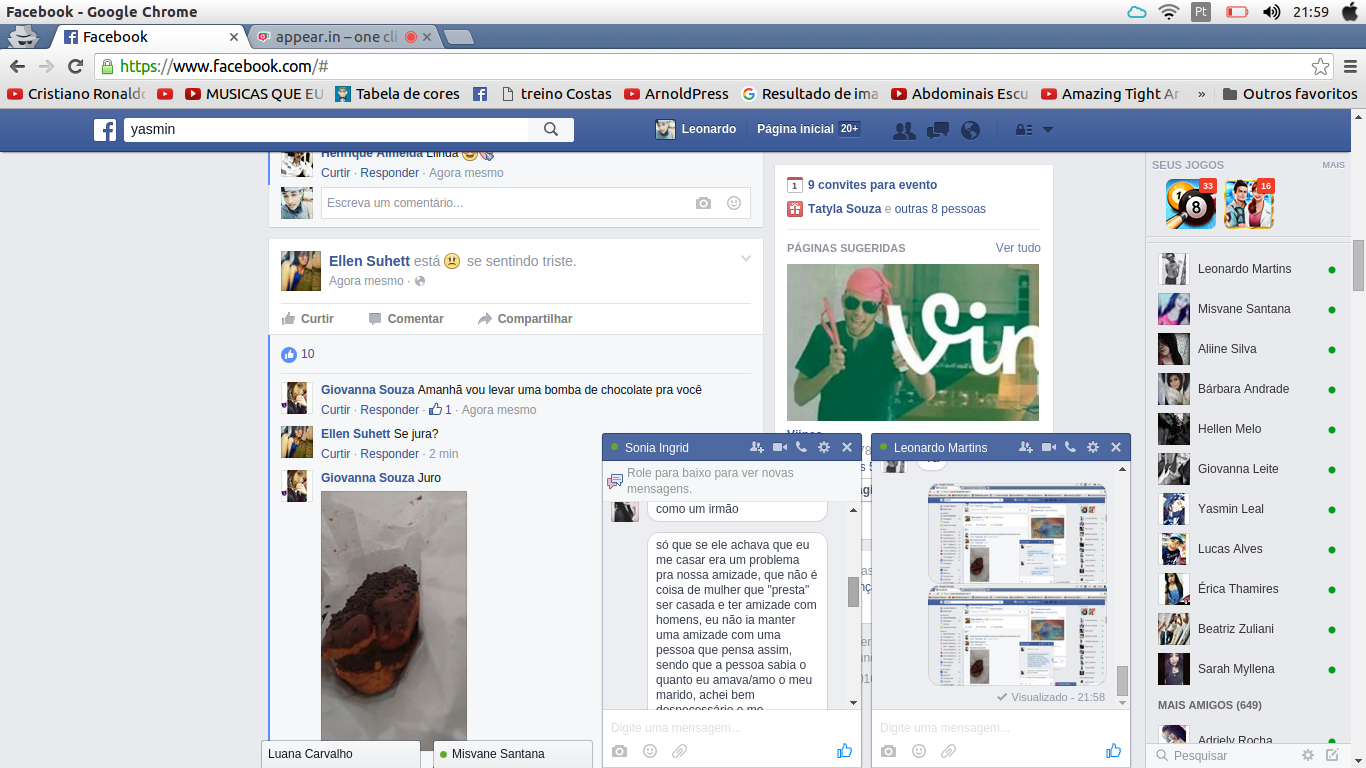 Facebook - Google Chrome
Pt
21:59
Facebook
appear.in – one cli
https://www.facebook.com/#
Cristiano Ronald
MUSICAS QUE EU
Tabela de cores
treino Costas
ArnoldPress
Resultado de ima
Abdominais Escu
Amazing Tight Ar
»
Outros favoritos
yasmin
Leonardo
Página inicial 20+
Henrique Almeida Liinda
Curtir · Responder · Agora mesmo
Escreva um comentário...
Ellen Suhett está se sentindo triste.
Agora mesmo ·
Curtir
Comentar
Compartilhar
10
Giovanna Souza Amanhã vou levar uma bomba de chocolate pra você
Curtir · Responder · 1 · Agora mesmo
Ellen Suhett Se jura?
Curtir · Responder · 2 min
Giovanna Souza Juro
1 9 convites para evento
Tatyla Souza e outras 8 pessoas
PÁGINAS SUGERIDAS
Ver tudo
Vin
Sonia Ingrid
Role para baixo para ver novas
mensagens.
como um irmão
só que se ele achava que eu
me casar era um problema
pra nossa amizade, que não é
coisa de mulher que "presta"
ser casada e ter amizade com
homens, eu não ia manter
uma amizade com uma
pessoa que pensa assim,
sendo que a pessoa sabia o
quanto eu amava/amo o meu
marido, achei bem
desnecessário e me
Digite uma mensagem...
Leonardo Martins
Visualizado - 21:58
Digite uma mensagem...
Luana Carvalho
Misvane Santana
SEUS JOGOS
MAIS
33
16
Leonardo Martins
Misvane Santana
Aliine Silva
Bárbara Andrade
Hellen Melo
Giovanna Leite
Yasmin Leal
Lucas Alves
Érica Thamires
Beatriz Zuliani
Sarah Myllena
MAIS AMIGOS (649)
Adriely Rocha
Pesquisar